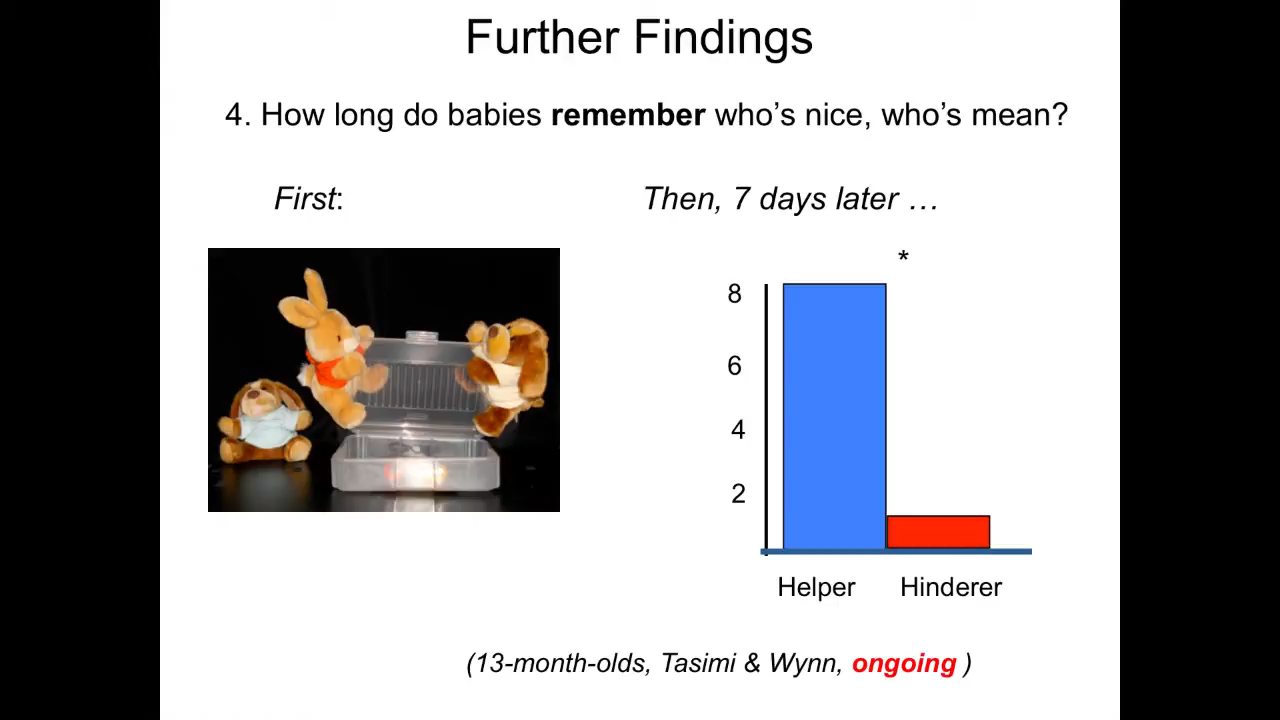 Further Findings
4. How long do babies remember who’s nice, who’s mean?
First:
Then, 7 days later …
*
8
6
4
2
Helper Hinderer
(13-month-olds, Tasimi & Wynn, ongoing )